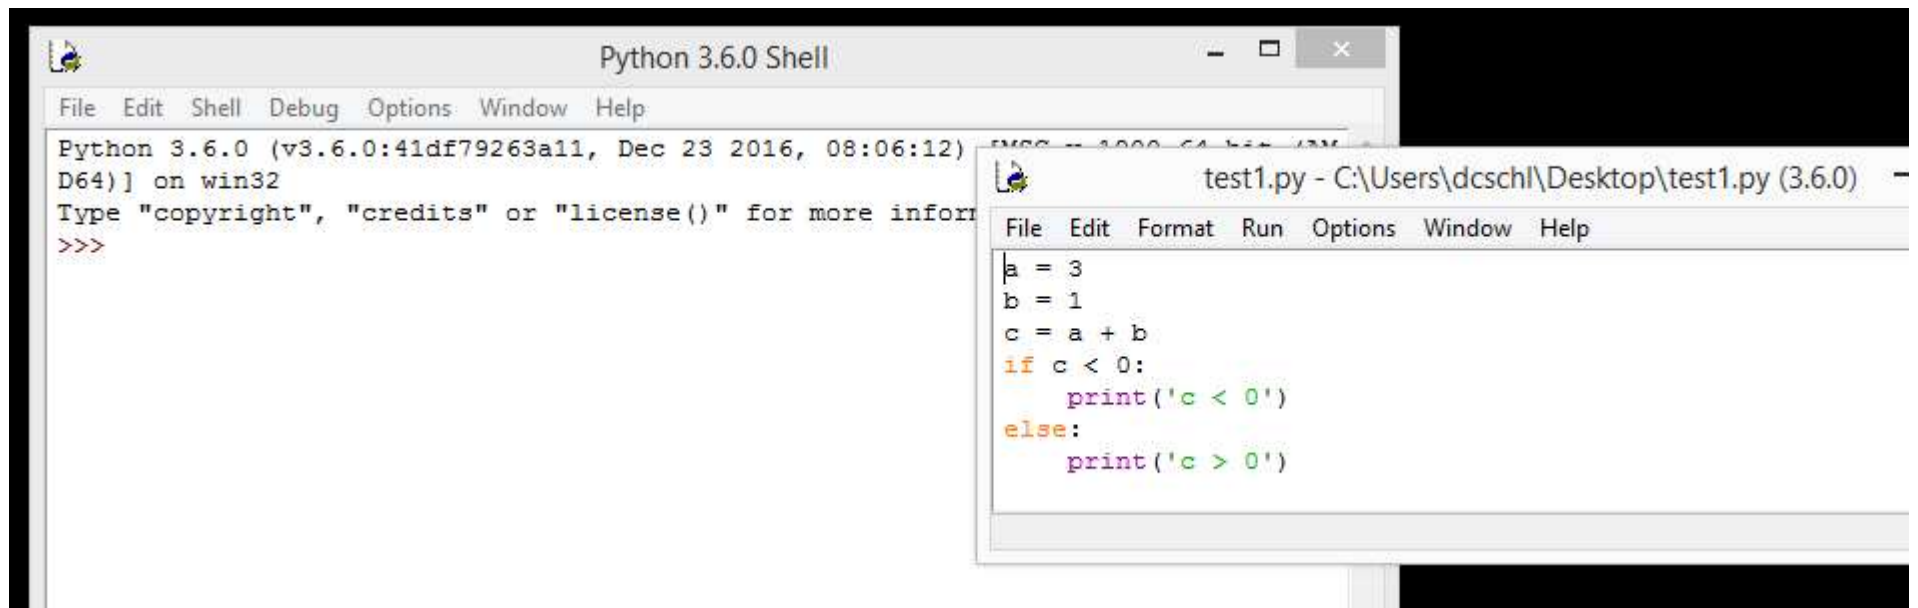 Python 3.6.0 Shell
File Edit Shell Debug Options Window Help
Python 3.6.0 (v3.6.0:41df79263a11, Dec 23 2016, 08:06:12)
D64)] on win32
Type "copyright", "credits" or "license()" for more
>>>
test1.py - C:\Users\dcschl\Desktop\test1.py (3.6.0)
File Edit Format Run Options Window Help
a = 3
b = 1
c = a + b
if c < 0:
    print('c < 0')
else:
    print('c > 0')